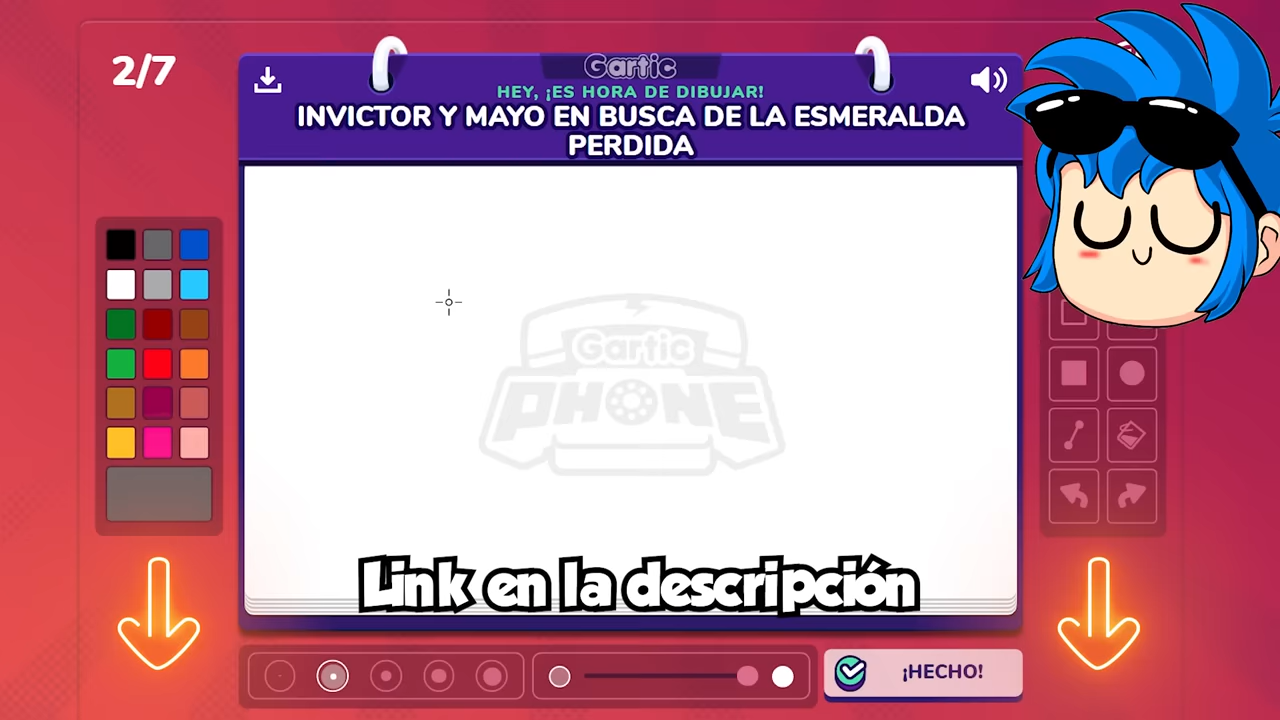 2/7
Gartic
HEY, ¡ES HORA DE DIBUJAR!
INVICTOR Y MAYO EN BUSCA DE LA ESMERALDA
PERDIDA
Gartic
PHONE
Link en la descripción
¡HECHO!